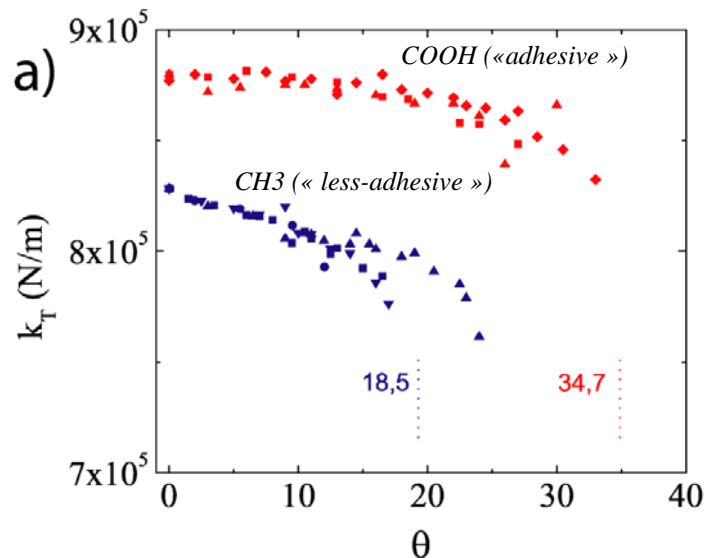 a)
9x10⁵
8x10⁵
7x10⁵
k_T (N/m)
COOH («adhesive »)
CH3 (« less-adhesive »)
18,5
34,7
0
10
20
30
40
θ